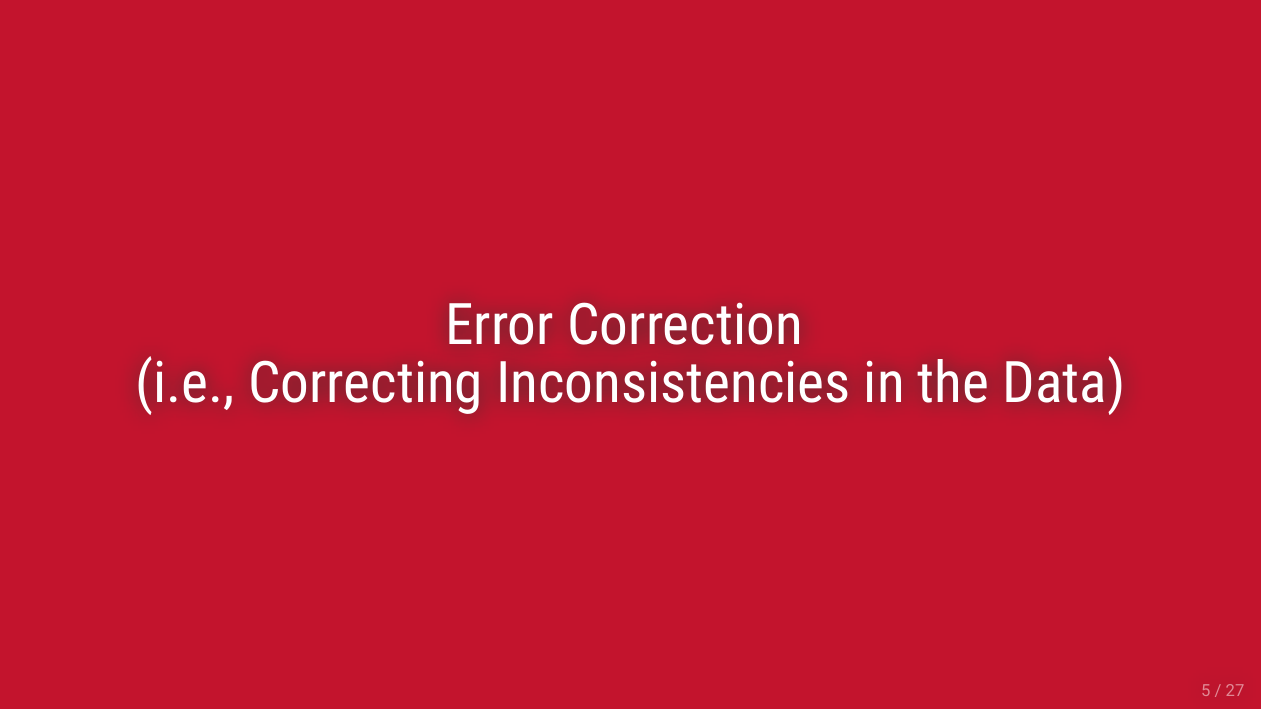 Error Correction
(i.e., Correcting Inconsistencies in the Data)
5 / 27